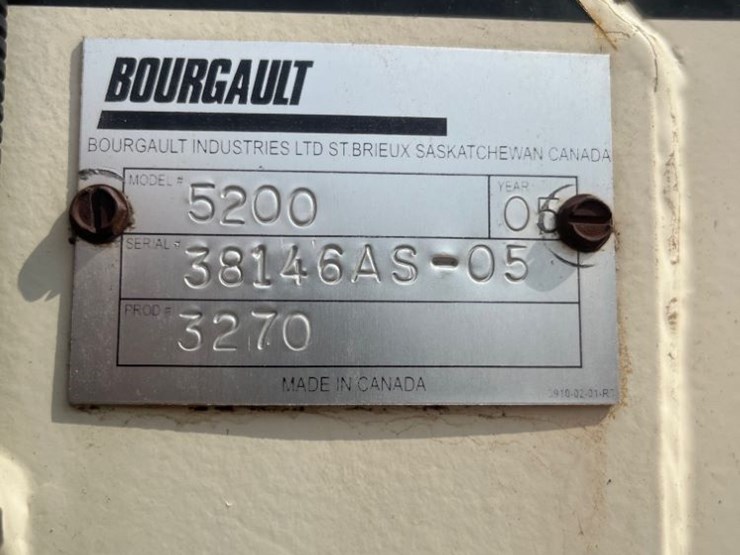 BOURGAULT
BOURGAULT INDUSTRIES LTD ST.BRIEUX SASKATCHEWAN CANADA
MODEL # 5200 YEAR 05
SERIAL # 38146AS-05
PROD # 3270
MADE IN CANADA